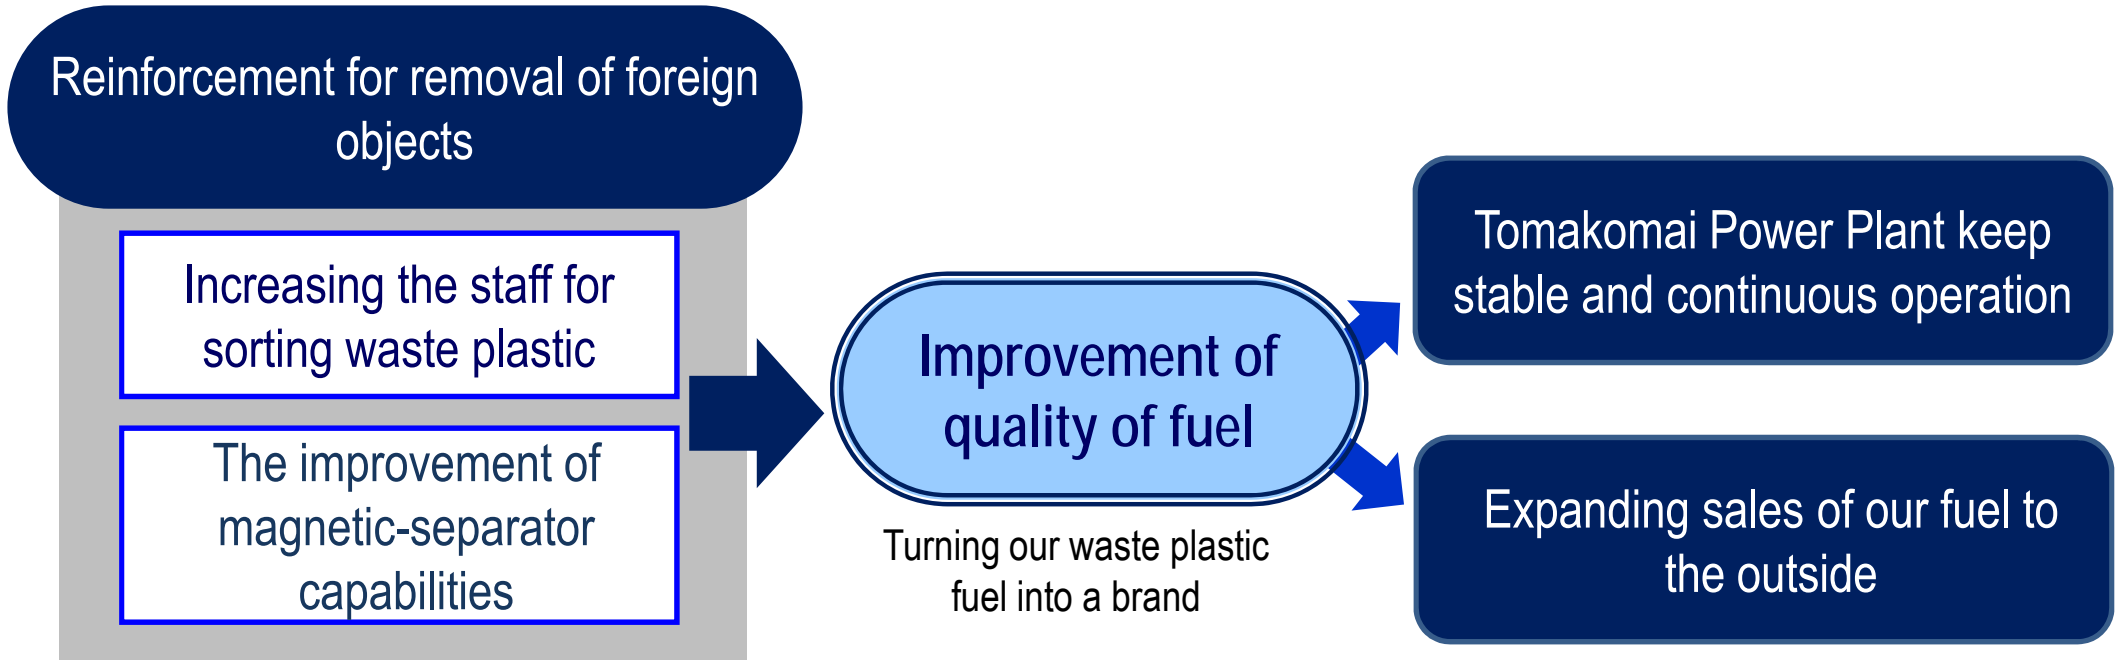 Reinforcement for removal of foreign
objects
Increasing the staff for
sorting waste plastic
The improvement of
magnetic-separator
capabilities
Improvement of
quality of fuel
Turning our waste plastic
fuel into a brand
Tomakomai Power Plant keep
stable and continuous operation
Expanding sales of our fuel to
the outside